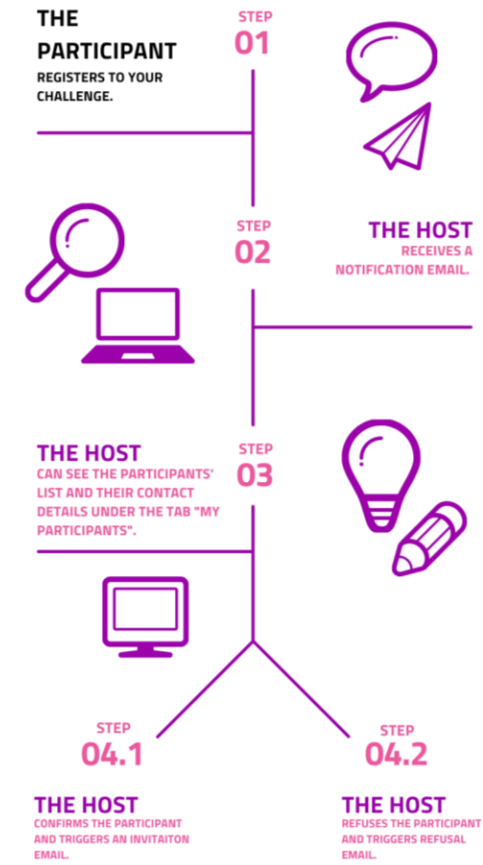 THE
PARTICIPANT
REGISTERS TO YOUR
CHALLENGE.
STEP
01
STEP
02
THE HOST
RECEIVES A
NOTIFICATION EMAIL.
THE HOST
CAN SEE THE PARTICIPANTS'
LIST AND THEIR CONTACT
DETAILS UNDER THE TAB "MY
PARTICIPANTS".
STEP
03
STEP
04.1
THE HOST
CONFIRMS THE PARTICIPANT
AND TRIGGERS AN INVITAITON
EMAIL.
STEP
04.2
THE HOST
REFUSES THE PARTICIPANT
AND TRIGGERS REFUSAL
EMAIL.